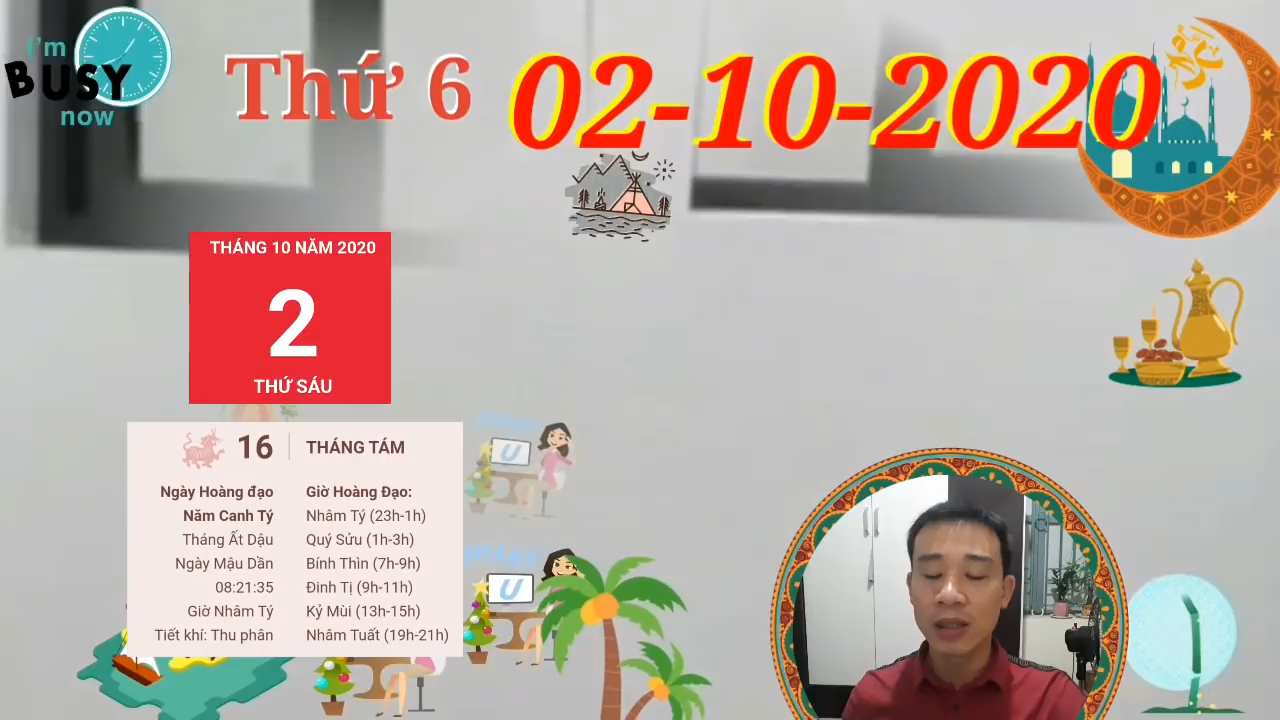 I'm
BUSY
now
Thứ 6 02-10-2020
THÁNG 10 NĂM 2020
2
THỨ SÁU
16 THÁNG TÁM
Ngày Hoàng đạo
Năm Canh Tý
Tháng Ất Dậu
Ngày Mậu Dần
08:21:35
Giờ Nhâm Tý
Tiết khí: Thu phân
Giờ Hoàng Đạo:
Nhâm Tý (23h-1h)
Quý Sửu (1h-3h)
Bính Thìn (7h-9h)
Đinh Tị (9h-11h)
Kỷ Mùi (13h-15h)
Nhâm Tuất (19h-21h)
U
U